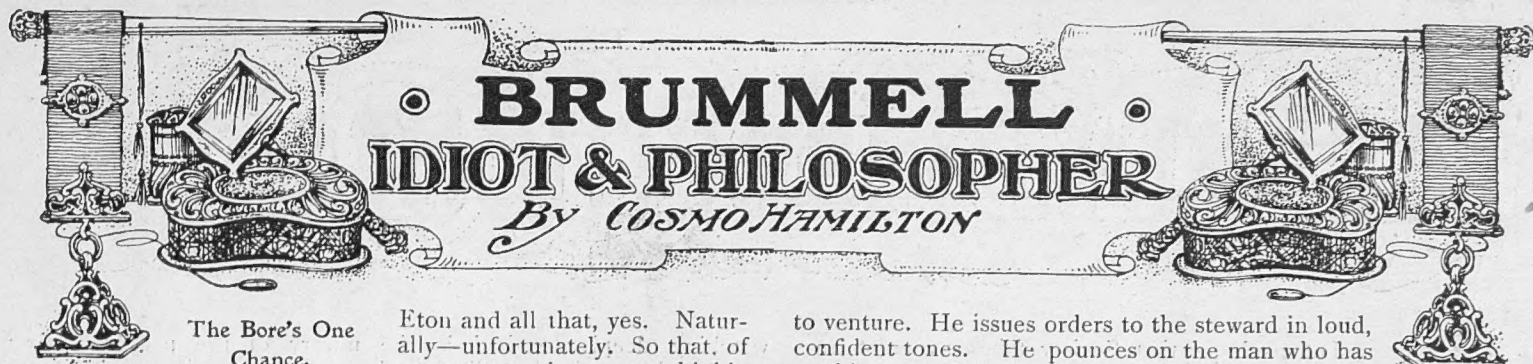 BRUMMELL
IDIOT & PHILOSOPHER
By COSMO HAMILTON
The Bore's One
Chance.
Eton and all that, yes. Natur-
ally—unfortunately. So that, of
to venture. He issues orders to the steward in loud,
confident tones. He pounces on the man who has